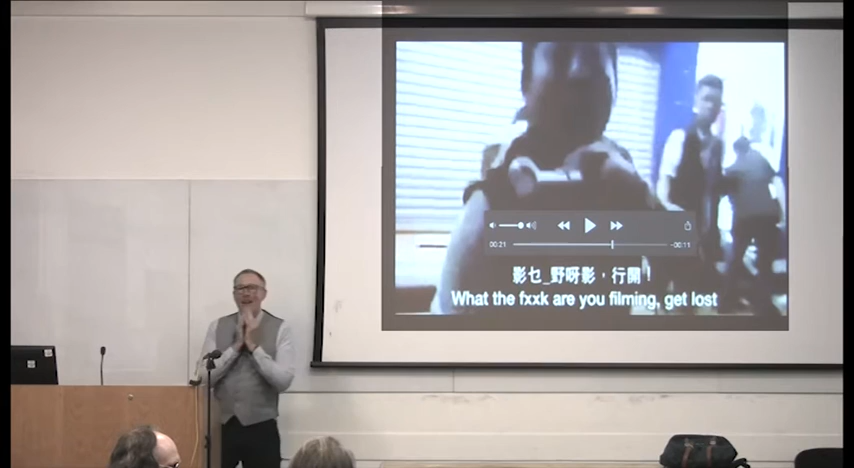 00:21
-00:11
影乜_野呀影，行開！
What the fxxk are you filming, get lost